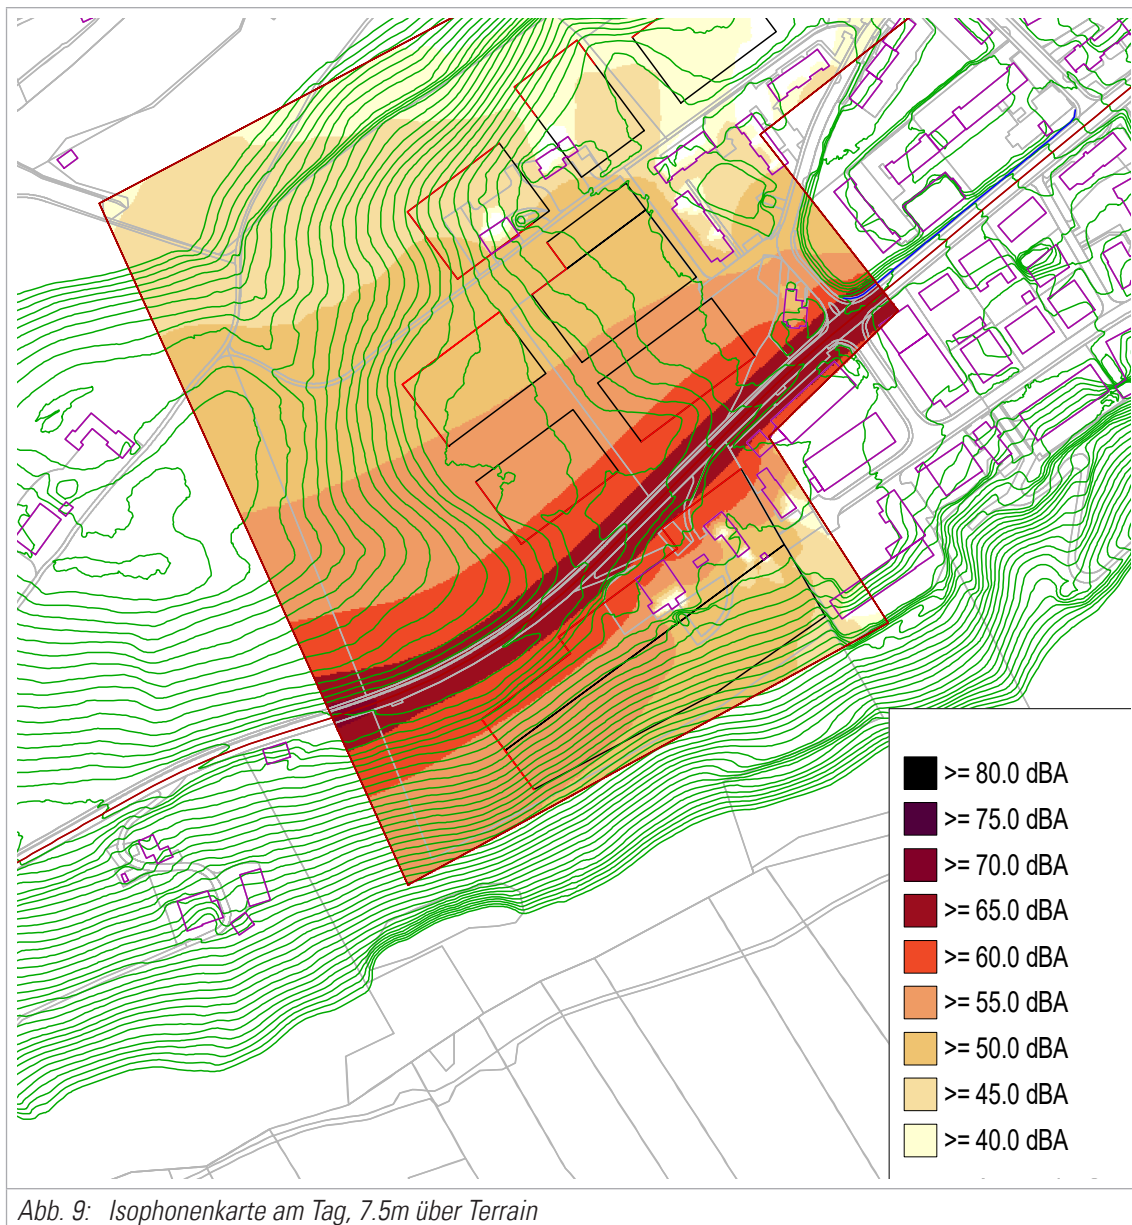 >= 80.0 dBA
>= 75.0 dBA
>= 70.0 dBA
>= 65.0 dBA
>= 60.0 dBA
>= 55.0 dBA
>= 50.0 dBA
>= 45.0 dBA
>= 40.0 dBA
Abb. 9: Isophonenkarte am Tag, 7.5m über Terrain